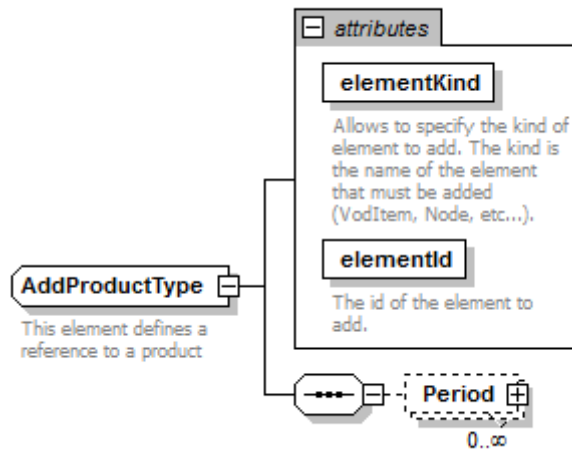 attributes
elementKind
Allows to specify the kind of
element to add. The kind is
the name of the element
that must be added
(VodItem, Node, etc...).
elementId
The id of the element to
add.
AddProductType
This element defines a
reference to a product
Period
0..∞